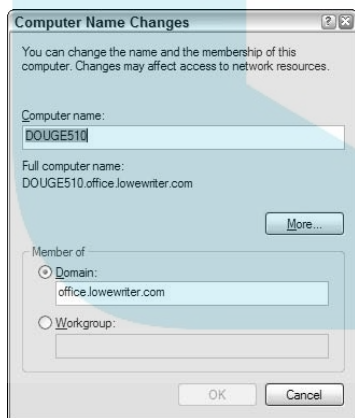 Computer Name Changes
You can change the name and the membership of this
computer. Changes may affect access to network resources.
Computer name:
DOUGE510
Full computer name:
DOUGE510.office.lowewriter.com
More...
Member of
Domain:
office.lowewriter.com
Workgroup:
OK Cancel